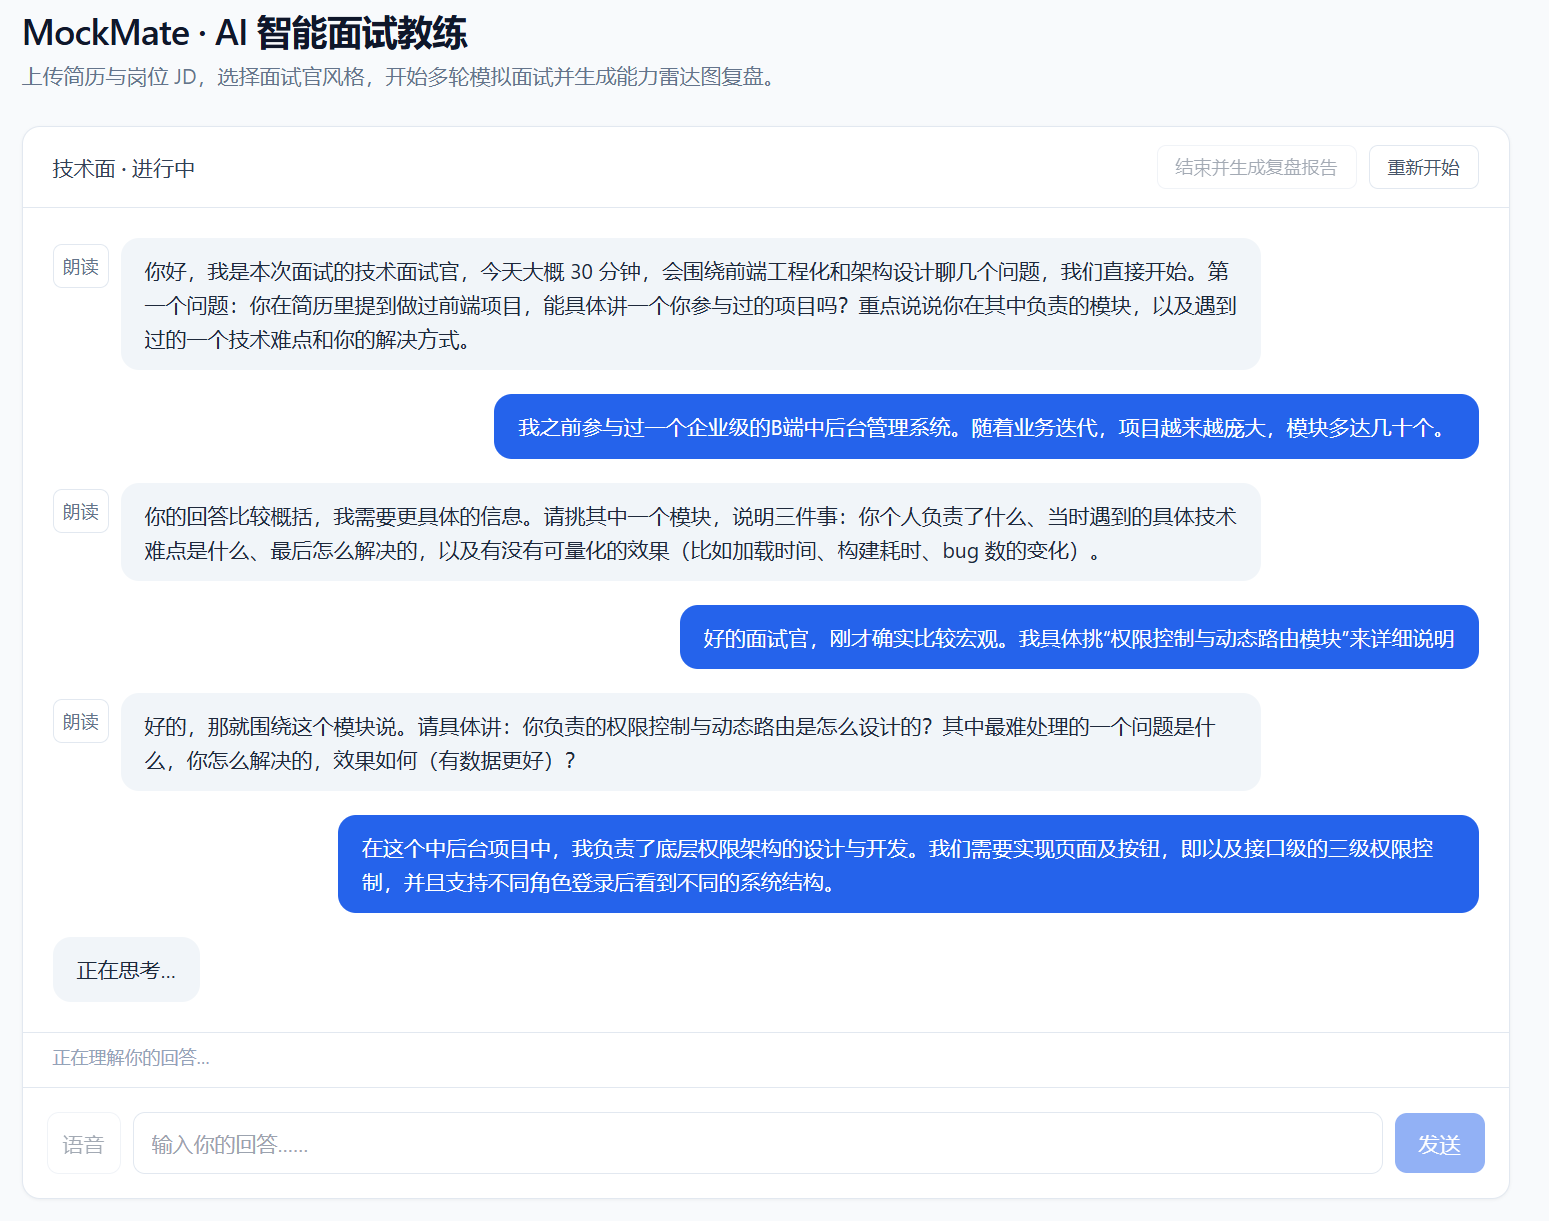 MockMate · AI 智能面试教练
上传简历与岗位 JD，选择面试官风格，开始多轮模拟面试并生成能力雷达图复盘。
技术面 · 进行中
结束并生成复盘报告
重新开始
朗读
你好，我是本次面试的技术面试官，今天大概 30 分钟，会围绕前端工程化和架构设计聊几个问题，我们直接开始。第
一个问题：你在简历里提到做过前端项目，能具体讲一个你参与过的项目吗？重点说说你在其中负责的模块，以及遇到
过的一个技术难点和你的解决方式。
我之前参与过一个企业级的B端中后台管理系统。随着业务迭代，项目越来越庞大，模块多达几十个。
朗读
你的回答比较概括，我需要更具体的信息。请挑其中一个模块，说明三件事：你个人负责了什么、当时遇到的具体技术
难点是什么、最后怎么解决的，以及有没有可量化的效果（比如加载时间、构建耗时、bug 数的变化）。
好的面试官，刚才确实比较宏观。我具体挑“权限控制与动态路由模块”来详细说明
朗读
好的，那就围绕这个模块说。请具体讲：你负责的权限控制与动态路由是怎么设计的？其中最难处理的一个问题是什
么，你怎么解决的，效果如何（有数据更好）？
在这个中后台项目中，我负责了底层权限架构的设计与开发。我们需要实现页面及按钮，即以及接口级的三级权限控
制，并且支持不同角色登录后看到不同的系统结构。
正在思考...
正在理解你的回答...
语音
输入你的回答......
发送